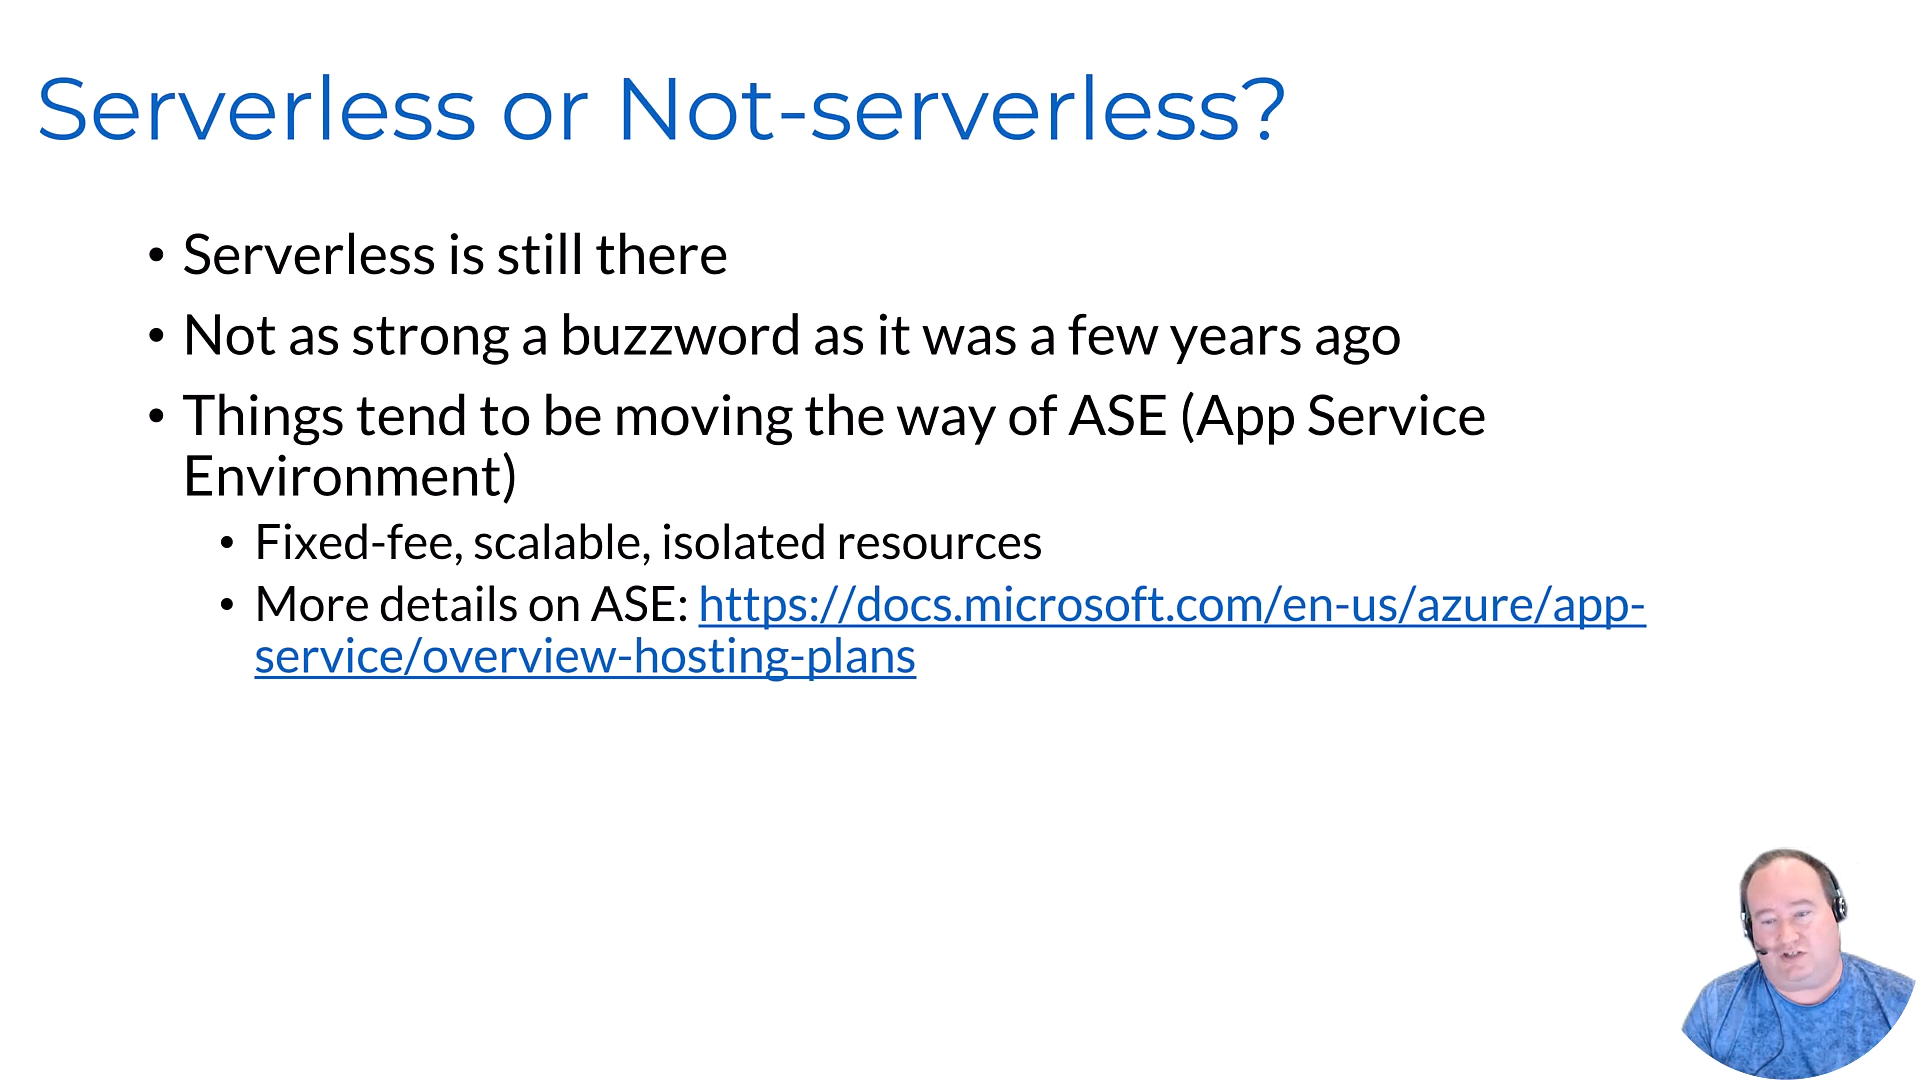 Serverless or Not-serverless?
• Serverless is still there
• Not as strong a buzzword as it was a few years ago
• Things tend to be moving the way of ASE (App Service
Environment)
• Fixed-fee, scalable, isolated resources
• More details on ASE: https://docs.microsoft.com/en-us/azure/app-
service/overview-hosting-plans